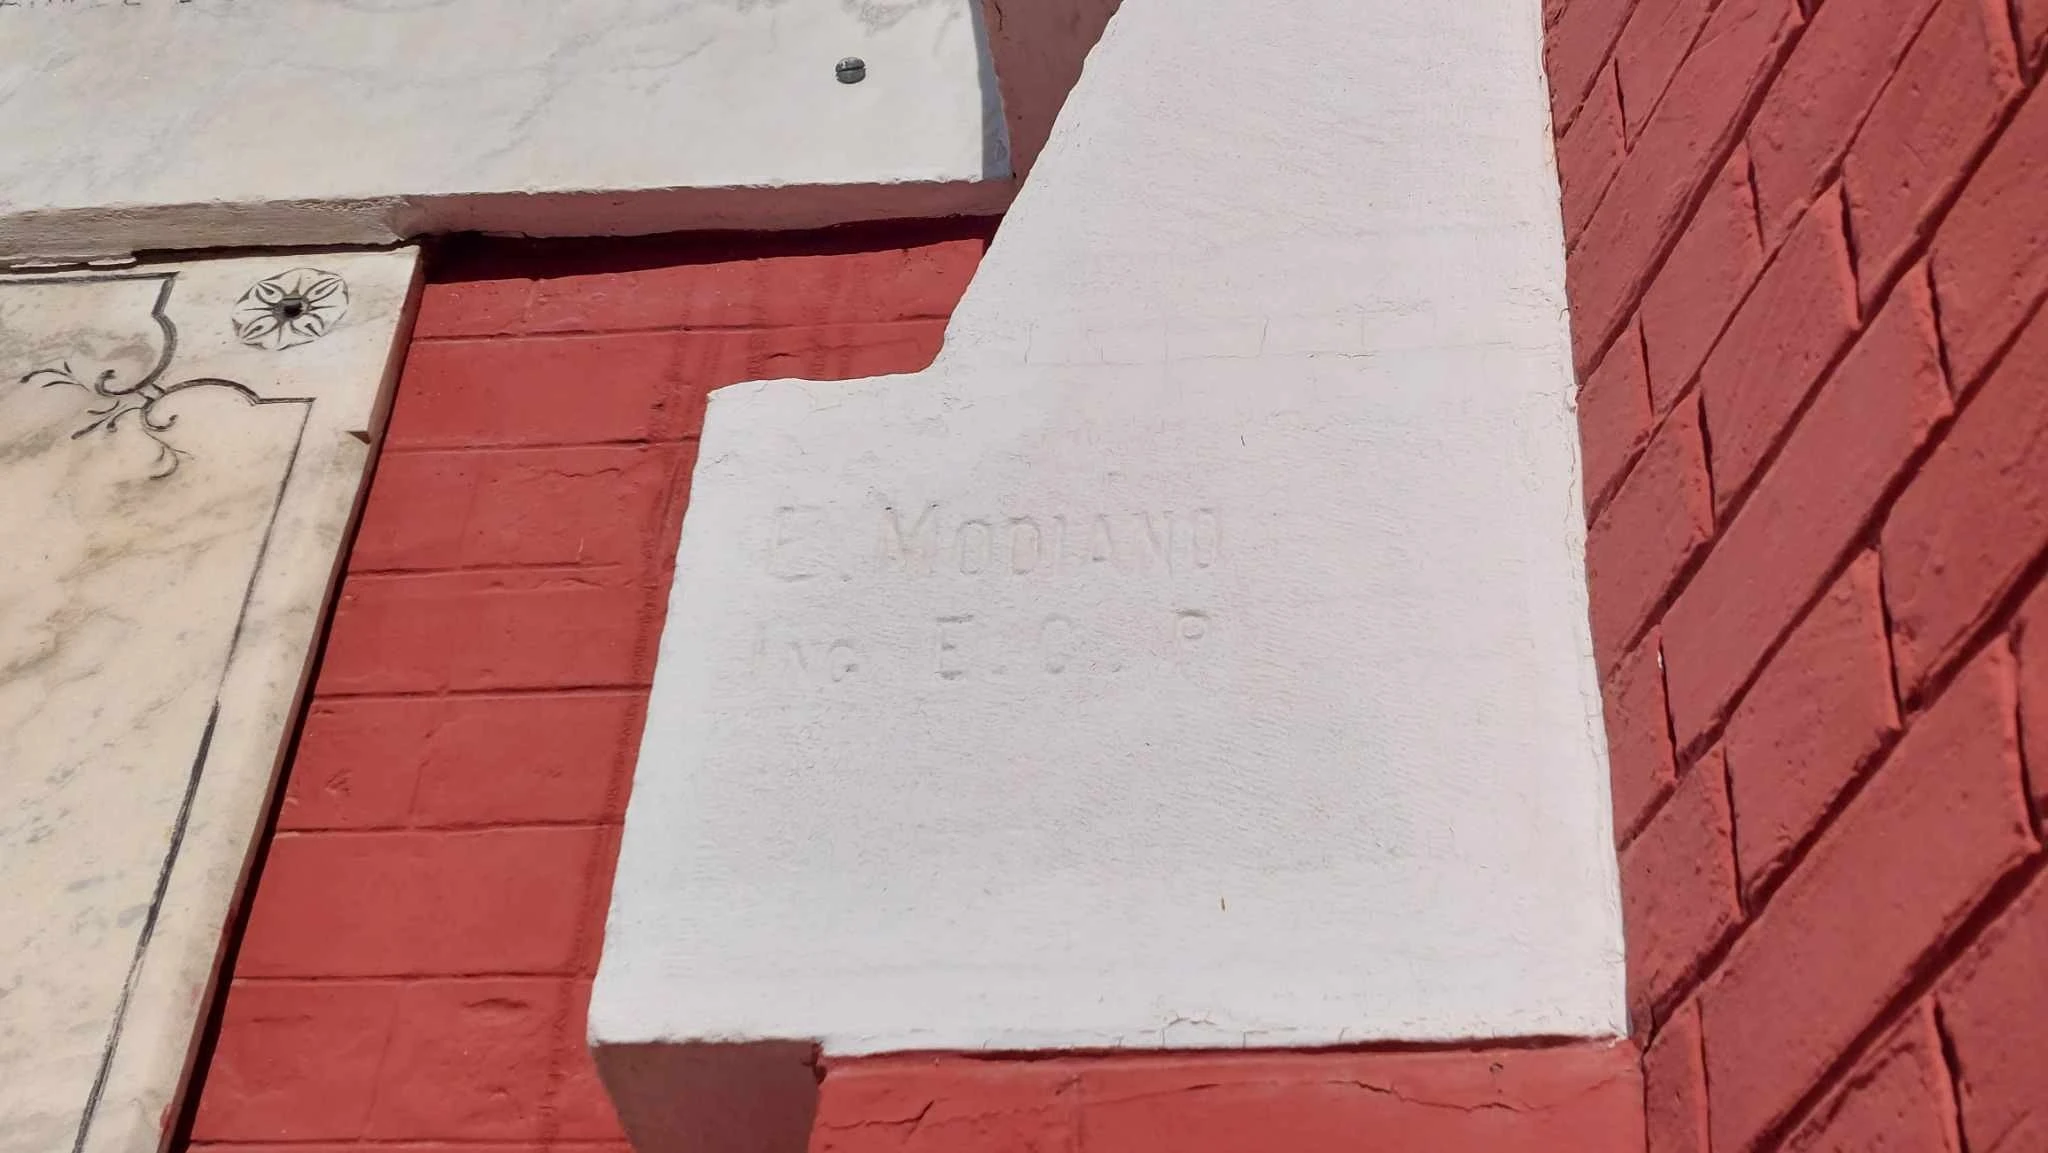 E. MODIANO
ING. E. C. P.